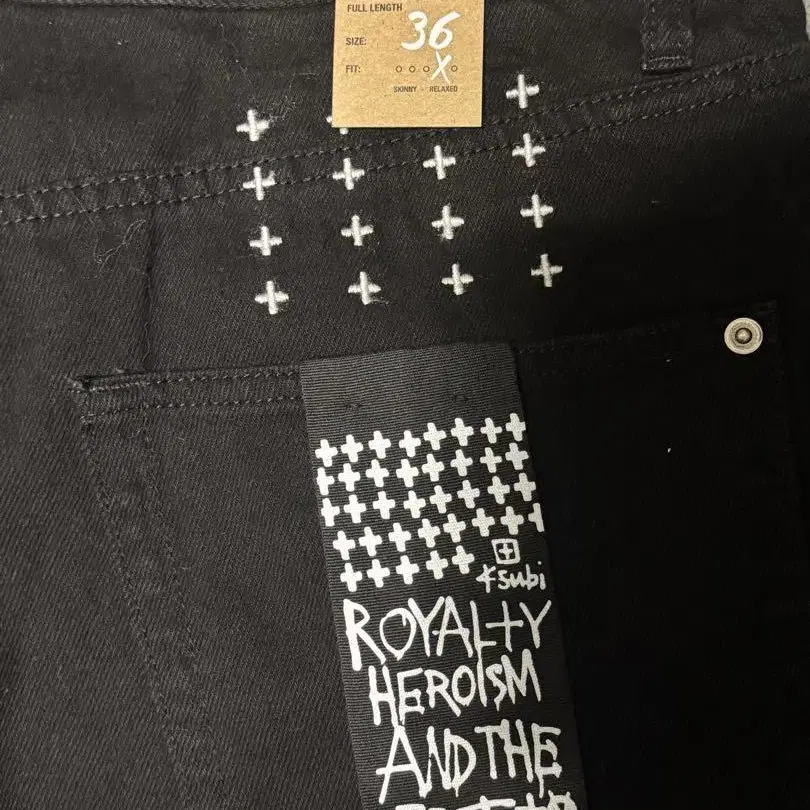 FULL LENGTH
SIZE: 36
FIT: X
SKINNY - RELAXED
Ksubi
ROYALTY
HEROISM
AND THE